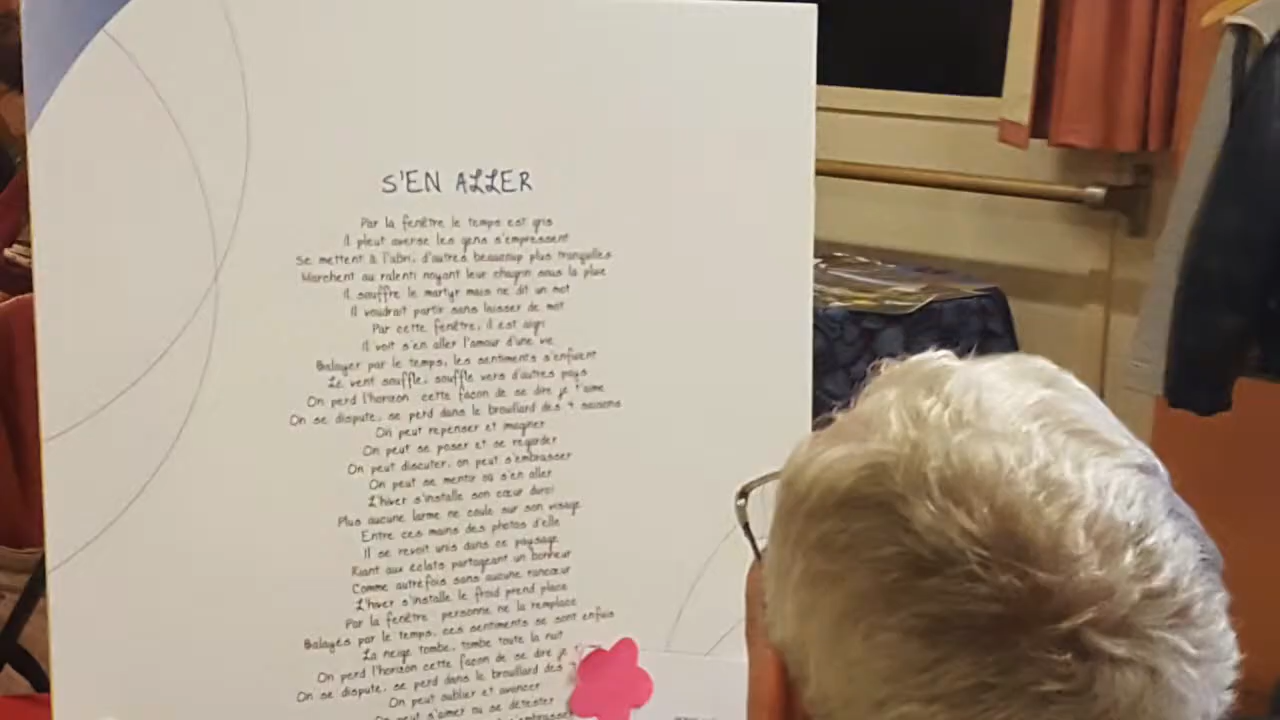 S'EN ALLER
Par la fenêtre le temps est gris
Il pleut averse les gens s'empressent
Se mettent à l'abri, d'autres beaucoup plus tranquilles
Marchent au ralenti noyant leur chagrin sous la pluie
Il souffre le martyr mais ne dit un mot
Il voudrait partir sans laisser de mot
Par cette fenêtre, il est aigri
Il voit s'en aller l'amour d'une vie
Balayer par le temps, les sentiments s'enfuient
Le vent souffle, souffle vers d'autres pays
On perd l'horizon cette façon de se dire je t'aime
On se dispute, se perd dans le brouillard des 4 saisons
On peut repenser et imaginer
On peut se poser et se regarder
On peut discuter, on peut s'embrasser
On peut se mentir ou s'en aller
L'hiver s'installe son cœur durci
Plus aucune larme ne coule sur son visage
Entre ces mains des photos d'elle
Il se revoit unis dans ce paysage
Riant aux éclats partageant un bonheur
Comme autrefois sans aucune rancœur
L'hiver s'installe le froid prend place
Par la fenêtre personne ne la remplace
Balayés par le temps, ces sentiments se sont enfuis
La neige tombe, tombe toute la nuit
On perd l'horizon cette façon de se dire je
On se dispute, se perd dans le brouillard des
On peut oublier et avancer
On peut s'aimer ou se détester
s'embrasser